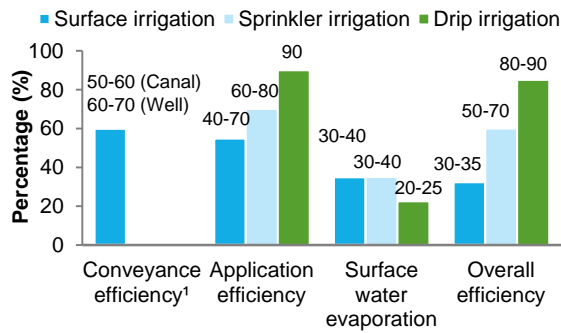 Surface irrigation Sprinkler irrigation Drip irrigation
Percentage (%)
100
80
60
40
20
0
50-60 (Canal)
60-70 (Well)
40-70
60-80
90
30-40
30-40
20-25
30-35
50-70
80-90
Conveyance efficiency¹
Application efficiency
Surface water evaporation
Overall efficiency